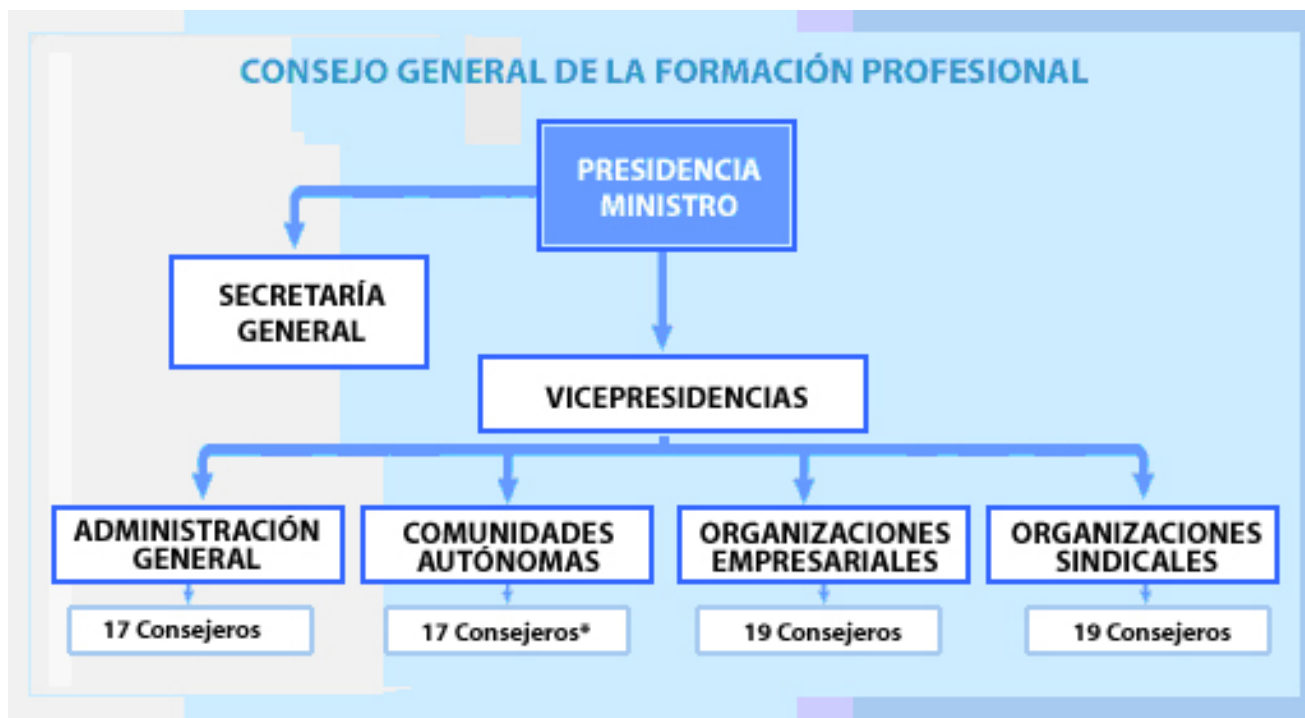 CONSEJO GENERAL DE LA FORMACIÓN PROFESIONAL
PRESIDENCIA
MINISTRO
SECRETARÍA
GENERAL
VICEPRESIDENCIAS
ADMINISTRACIÓN
GENERAL
COMUNIDADES
AUTÓNOMAS
ORGANIZACIONES
EMPRESARIALES
ORGANIZACIONES
SINDICALES
17 Consejeros
17 Consejeros*
19 Consejeros
19 Consejeros